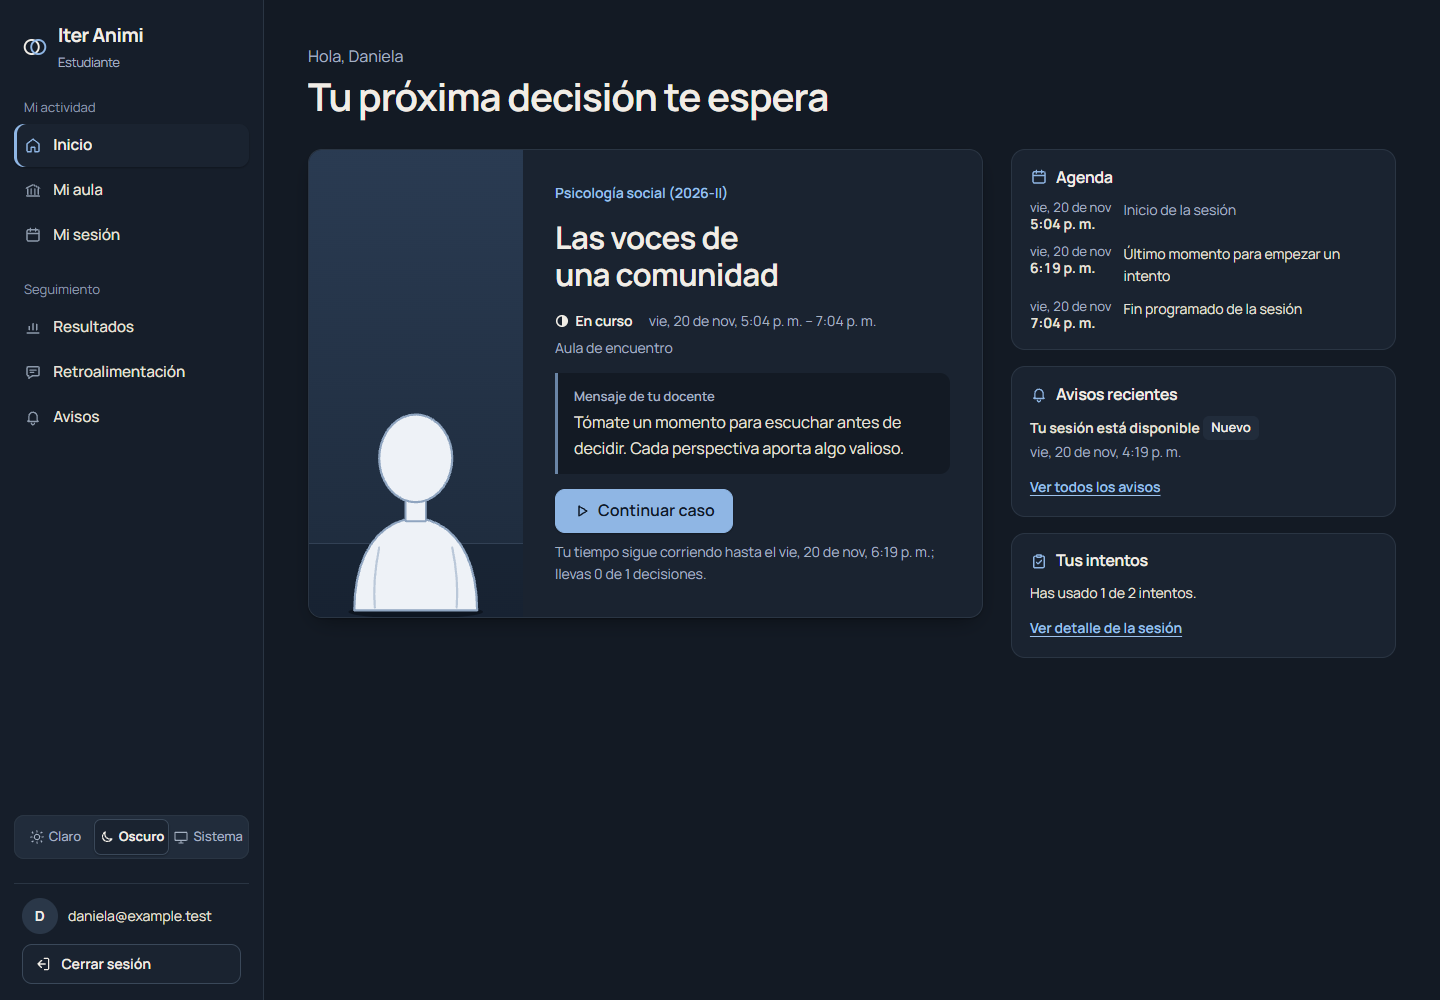 Iter Animi
Estudiante
Mi actividad
Inicio
Mi aula
Mi sesión
Seguimiento
Resultados
Retroalimentación
Avisos
Claro
Oscuro
Sistema
D
daniela@example.test
Cerrar sesión
Hola, Daniela
Tu próxima decisión te espera
Psicología social (2026-II)
Las voces de
una comunidad
En curso
vie, 20 de nov, 5:04 p. m. – 7:04 p. m.
Aula de encuentro
Mensaje de tu docente
Tómate un momento para escuchar antes de
decidir. Cada perspectiva aporta algo valioso.
Continuar caso
Tu tiempo sigue corriendo hasta el vie, 20 de nov, 6:19 p. m.;
llevas 0 de 1 decisiones.
Agenda
vie, 20 de nov
5:04 p. m.
Inicio de la sesión
vie, 20 de nov
6:19 p. m.
Último momento para empezar un
intento
vie, 20 de nov
7:04 p. m.
Fin programado de la sesión
Avisos recientes
Tu sesión está disponible Nuevo
vie, 20 de nov, 4:19 p. m.
Ver todos los avisos
Tus intentos
Has usado 1 de 2 intentos.
Ver detalle de la sesión